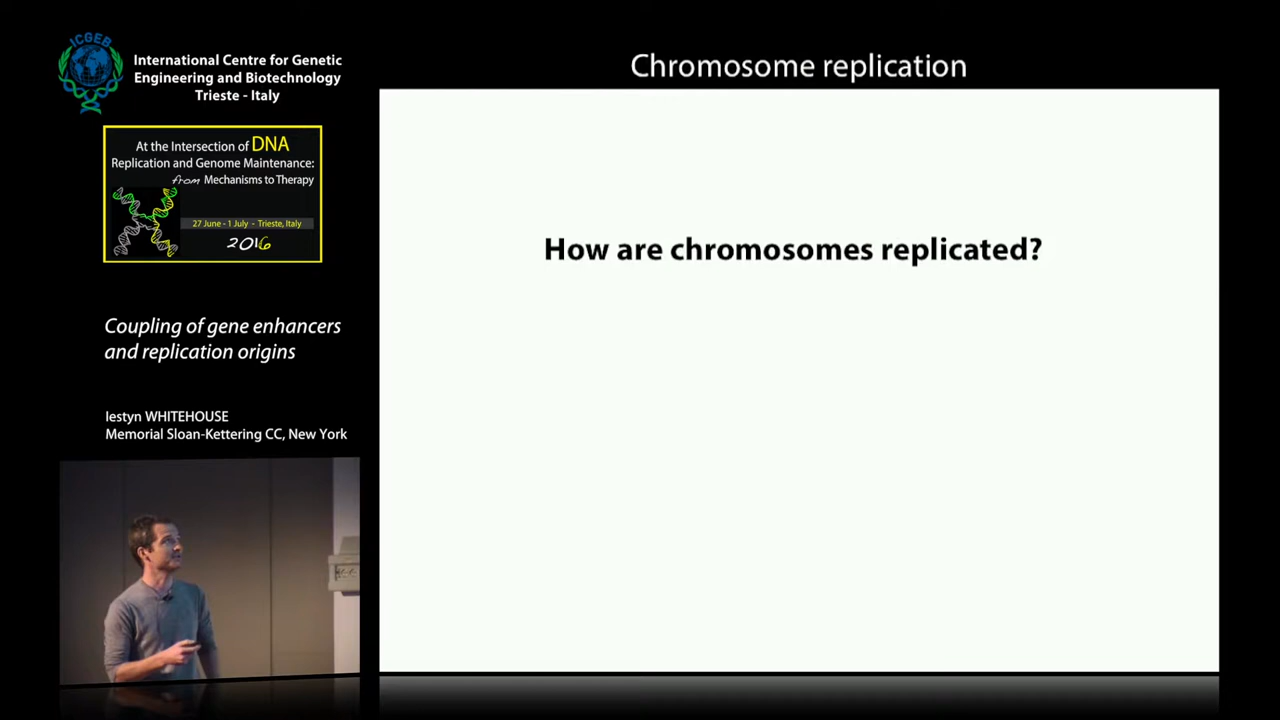 ICGEB
International Centre for Genetic
Engineering and Biotechnology
Trieste - Italy
At the Intersection of DNA
Replication and Genome Maintenance:
from Mechanisms to Therapy
27 June - 1 July - Trieste, Italy
2016
Coupling of gene enhancers
and replication origins
Iestyn WHITEHOUSE
Memorial Sloan-Kettering CC, New York
Chromosome replication
How are chromosomes replicated?